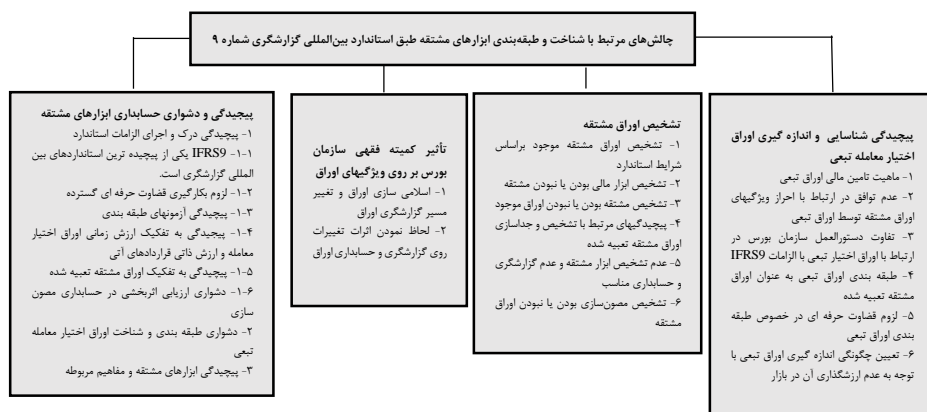 چالش‌های مرتبط با شناخت و طبقه‌بندی ابزارهای مشتقه طبق استاندارد بین‌المللی گزارشگری شماره ۹
پیچیدگی شناسایی و اندازه گیری اوراق
اختیار معامله تبعی
۱- ماهیت تامین مالی اوراق تبعی
۲- عدم توافق در ارتباط با احراز ویژگیهای
اوراق مشتقه توسط اوراق تبعی
۳- تفاوت دستورالعمل سازمان بورس در
ارتباط با اوراق اختیار تبعی با الزامات IFRS9
۴- طبقه بندی اوراق تبعی به عنوان اوراق
مشتقه تعبیه شده
۵- لزوم قضاوت حرفه ای در خصوص طبقه
بندی اوراق تبعی
۶- تعیین چگونگی اندازه گیری اوراق تبعی با
توجه به عدم ارزشگذاری آن در بازار
تشخیص اوراق مشتقه
۱- تشخیص اوراق مشتقه موجود براساس
شرایط استاندارد
۲- تشخیص ابزار مالی بودن یا نبودن مشتقه
۳- تشخیص مشتقه بودن یا نبودن اوراق موجود
۴- پیچیدگیهای مرتبط با تشخیص و جداسازی
اوراق مشتقه تعبیه شده
۵- عدم تشخیص ابزار مشتقه و عدم گزارشگری
و حسابداری مناسب
۶- تشخیص مصون‌سازی بودن یا نبودن اوراق
مشتقه
تأثیر کمیته فقهی سازمان
بورس بر روی ویژگیهای اوراق
۱- اسلامی سازی اوراق و تغییر
مسیر گزارشگری اوراق
۲- لحاظ نمودن اثرات تغییرات
روی گزارشگری و حسابداری اوراق
پیچیدگی و دشواری حسابداری ابزارهای مشتقه
۱- پیچیدگی درک و اجرای الزامات استاندارد
۱-۱- IFRS9 یکی از پیچیده ترین استانداردهای بین
المللی گزارشگری است.
۱-۲- لزوم بکارگیری قضاوت حرفه ای گسترده
۱-۳- پیچیدگی آزمونهای طبقه بندی
۱-۴- پیچیدگی به تفکیک ارزش زمانی اوراق اختیار
معامله و ارزش ذاتی قراردادهای آتی
۱-۵- پیچیدگی به تفکیک اوراق مشتقه تعبیه شده
۱-۶- دشواری ارزیابی اثربخشی در حسابداری مصون
سازی
۲- دشواری طبقه بندی و شناخت اوراق اختیار معامله
تبعی
۳- پیچیدگی ابزارهای مشتقه و مفاهیم مربوطه